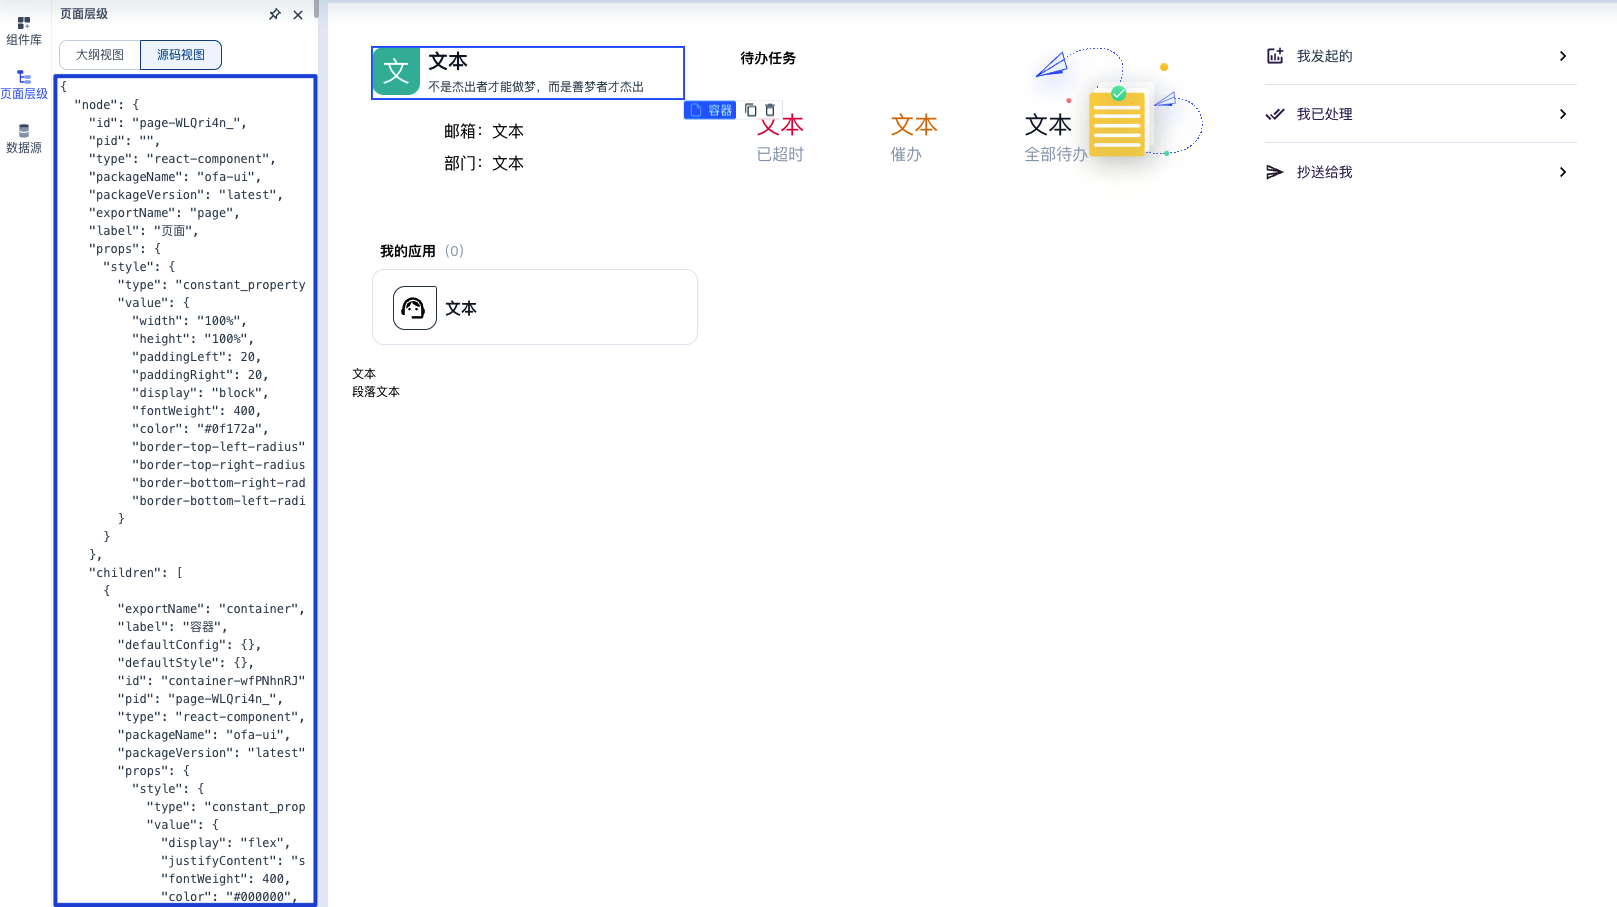 组件库
页面层级
数据源
页面层级
大纲视图
源码视图
{
"node": {
"id": "page-WLQri4n_",
"pid": "",
"type": "react-component",
"packageName": "ofa-ui",
"packageVersion": "latest",
"exportName": "page",
"label": "页面",
"props": {
"style": {
"type": "constant_property
"value": {
"width": "100%",
"height": "100%",
"paddingLeft": 20,
"paddingRight": 20,
"display": "block",
"fontWeight": 400,
"color": "#0f172a",
"border-top-left-radius"
"border-top-right-radius
"border-bottom-right-rad
"border-bottom-left-radi
}
}
},
"children": [
{
"exportName": "container",
"label": "容器",
"defaultConfig": {},
"defaultStyle": {},
"id": "container-wfPNhnRJ"
"pid": "page-WLQri4n_",
"type": "react-component",
"packageName": "ofa-ui",
"packageVersion": "latest"
"props": {
"style": {
"type": "constant_prop
"value": {
"display": "flex",
"justifyContent": "s
"fontWeight": 400,
"color": "#000000",
文
文本
不是杰出者才能做梦，而是善梦者才杰出
容器
邮箱：文本
部门：文本
待办任务
文本
已超时
文本
催办
文本
全部待办
我发起的
我已处理
抄送给我
我的应用 (0)
文本
文本
段落文本